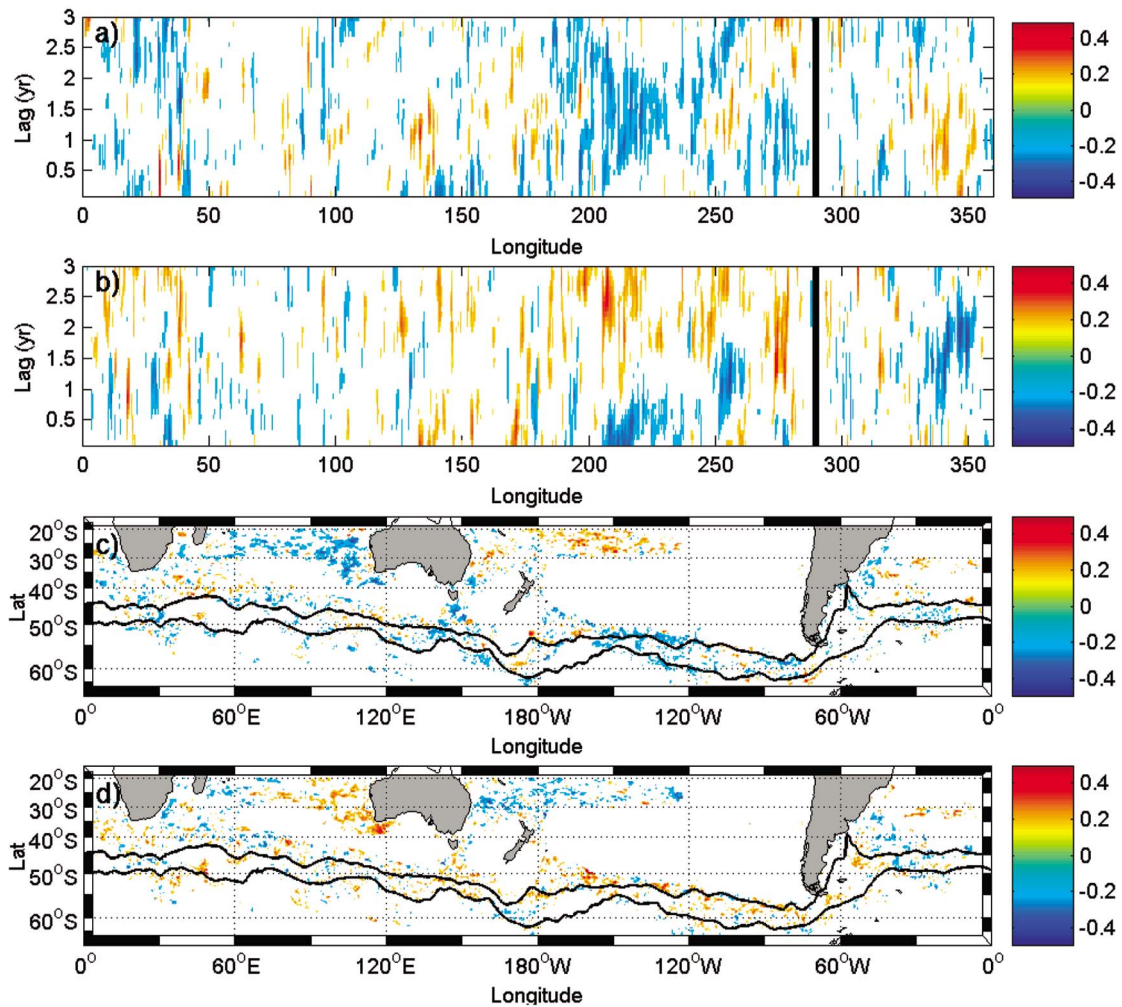 a)
3
2.5
2
1.5
1
0.5
Lag (yr)
0 50 100 150 200 250 300 350
Longitude
0.4
0.2
0
-0.2
-0.4
b)
3
2.5
2
1.5
1
0.5
Lag (yr)
0 50 100 150 200 250 300 350
Longitude
0.4
0.2
0
-0.2
-0.4
c)
20°S
30°S
40°S
50°S
60°S
Lat
0° 60°E 120°E 180°W 120°W 60°W 0°
Longitude
0.4
0.2
0
-0.2
-0.4
d)
20°S
30°S
40°S
50°S
60°S
Lat
0° 60°E 120°E 180°W 120°W 60°W 0°
Longitude
0.4
0.2
0
-0.2
-0.4